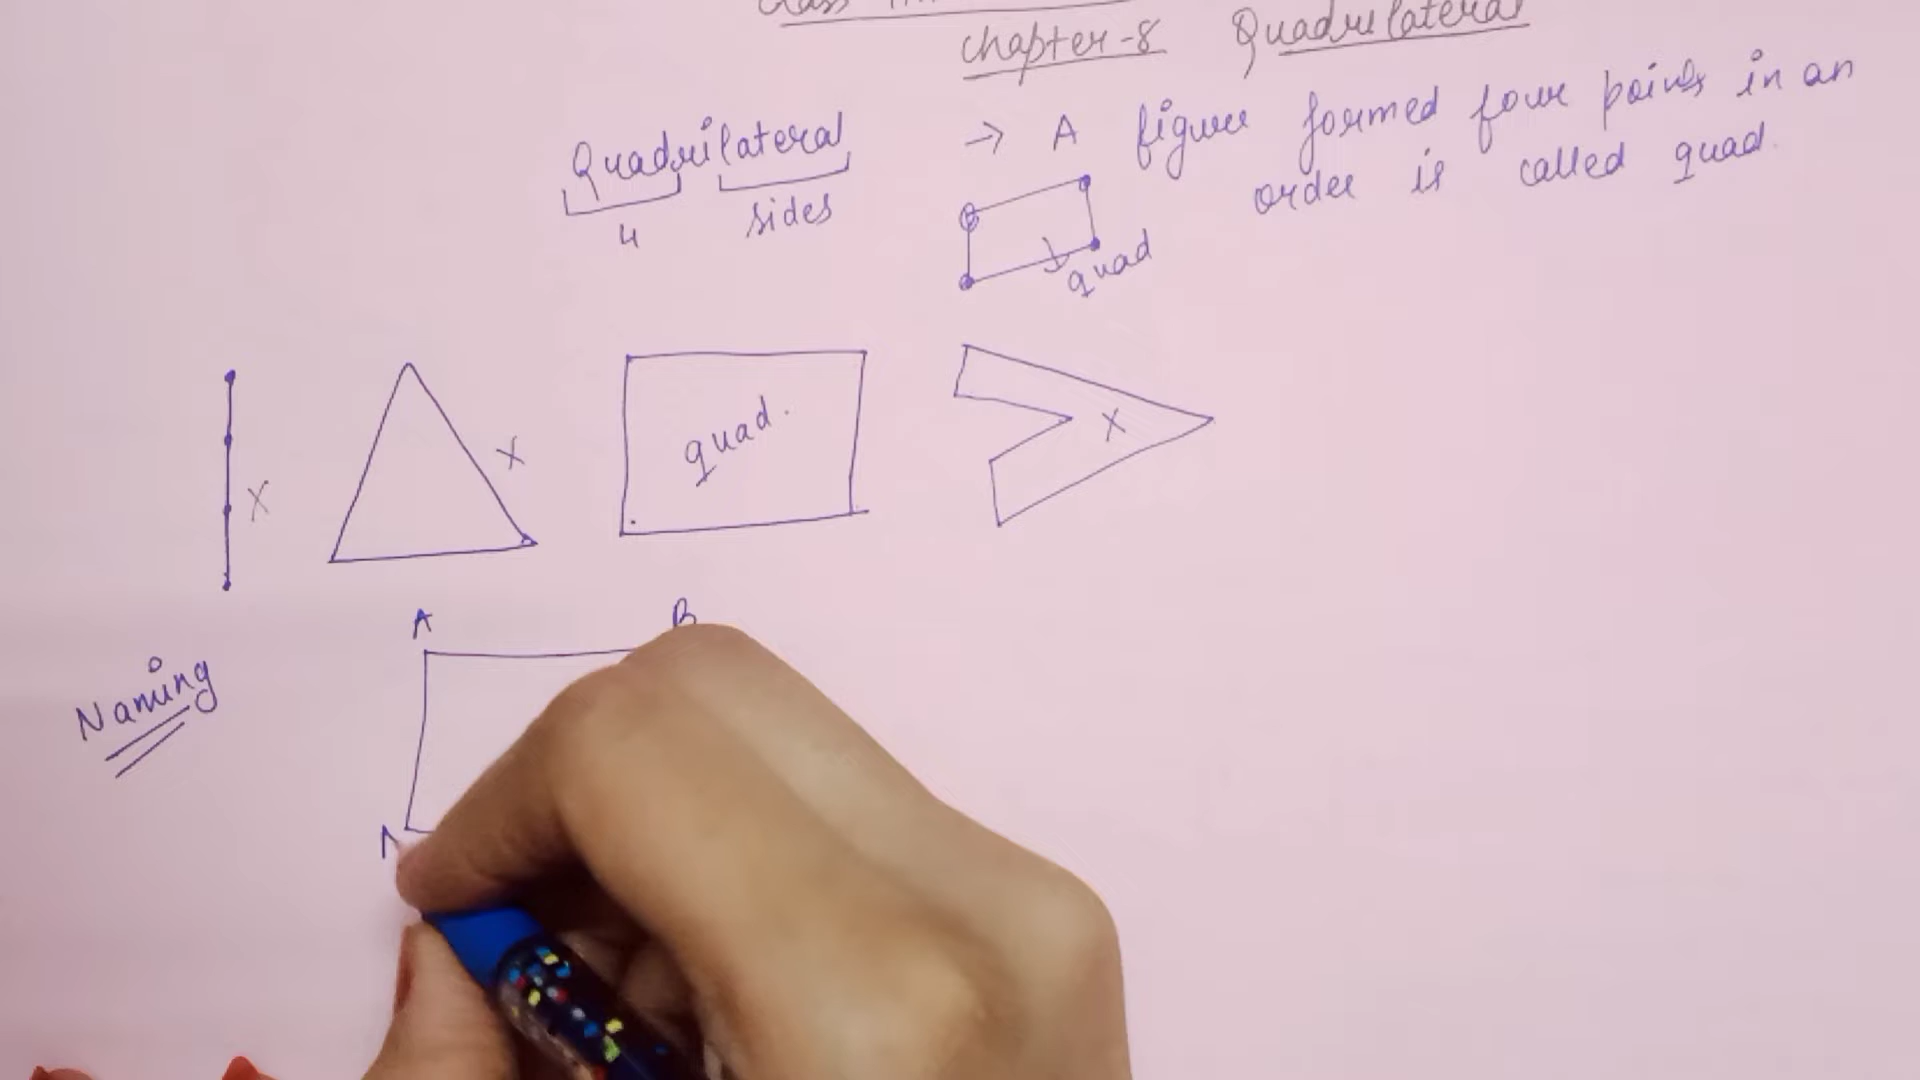 Class
chapter-8 Quadrilateral
Quadrilateral → A figure formed four points in an
order is called quad.
4 sides
quad
X X quad. X
A B
Naming